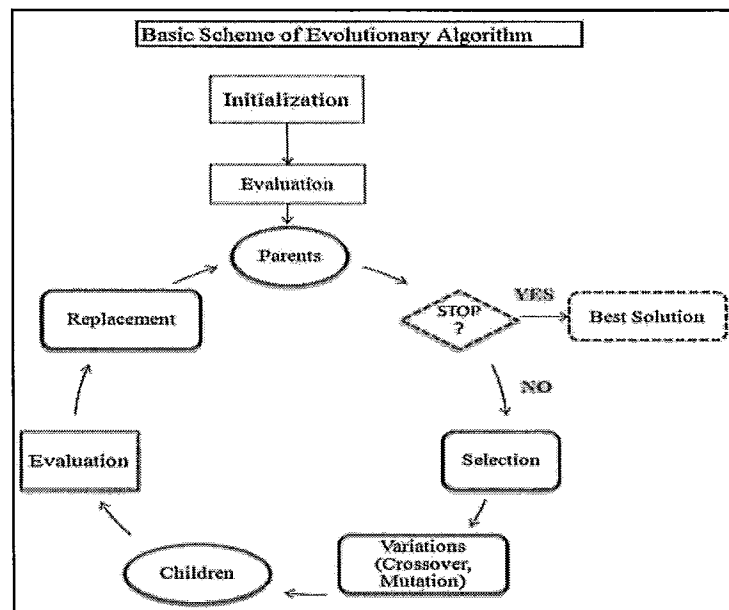 Basic Scheme of Evolutionary Algorithm
Initialization
Evaluation
Parents
STOP
?
YES
Best Solution
NO
Selection
Variations
(Crossover,
Mutation)
Children
Evaluation
Replacement